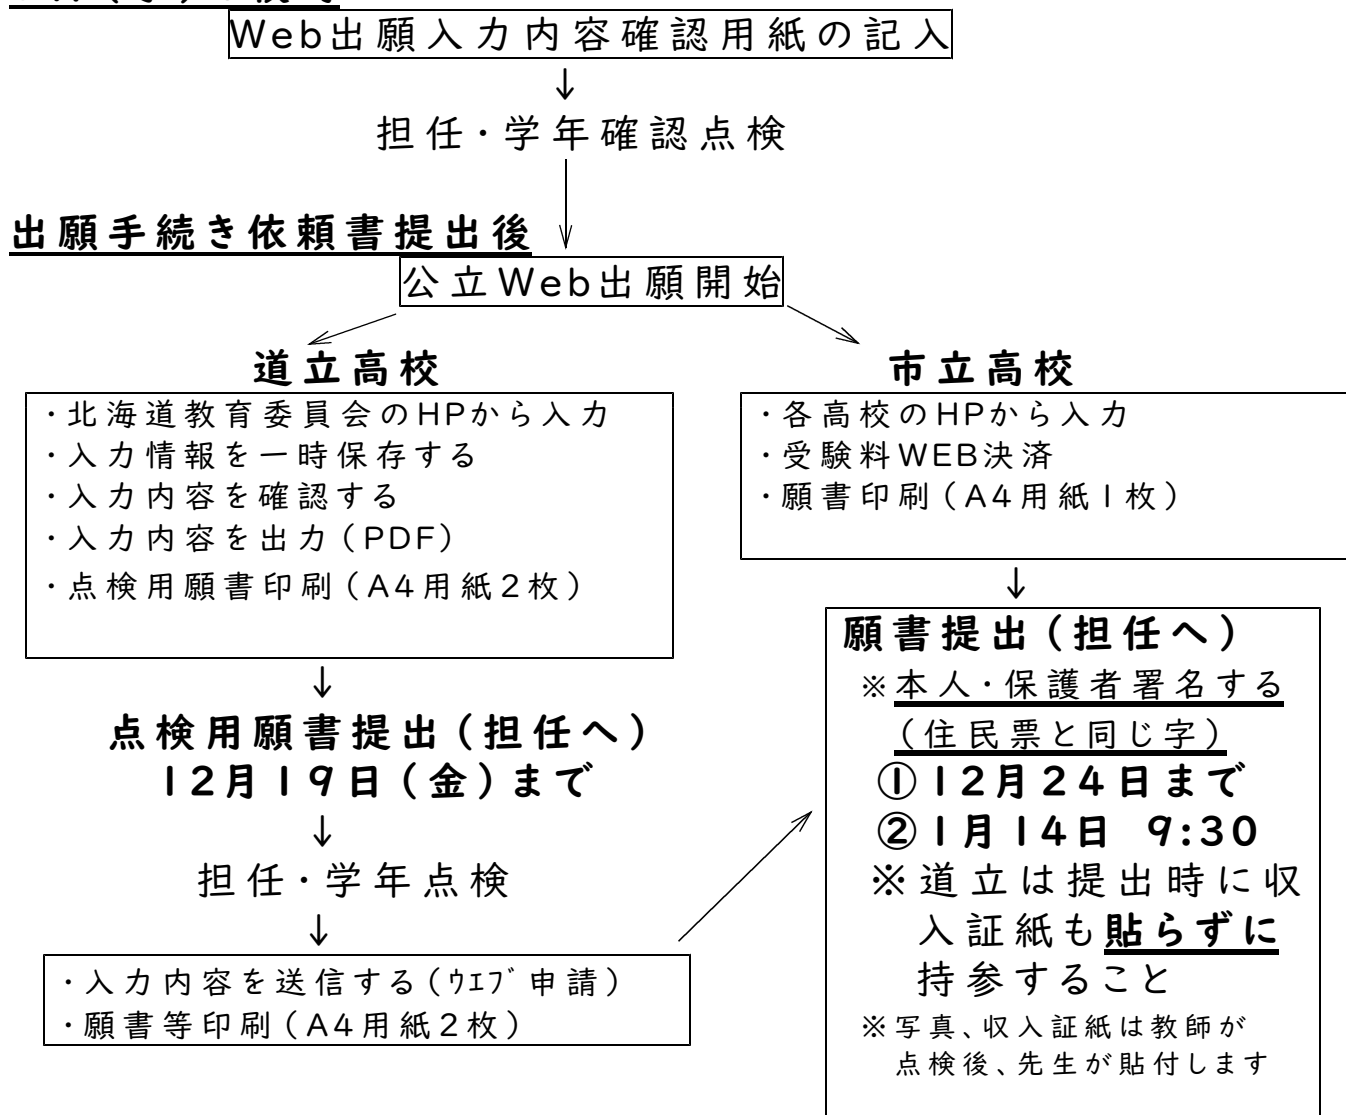 Web出願入力内容確認用紙の記入
↓
担任・学年確認点検
出願手続き依頼書提出後
公立Web出願開始
道立高校
・北海道教育委員会のHPから入力
・入力情報を一時保存する
・入力内容を確認する
・入力内容を出力(PDF)
・点検用願書印刷(A4用紙2枚)
↓
点検用願書提出(担任へ)
12月19日(金)まで
↓
担任・学年点検
↓
・入力内容を送信する(ｳｴﾌﾞ申請)
・願書等印刷(A4用紙2枚)
市立高校
・各高校のHPから入力
・受験料WEB決済
・願書印刷(A4用紙1枚)
↓
願書提出(担任へ)
※本人・保護者署名する
(住民票と同じ字)
①12月24日まで
②1月14日 9:30
※道立は提出時に収
入証紙も貼らずに
持参すること
※写真、収入証紙は教師が
点検後、先生が貼付します